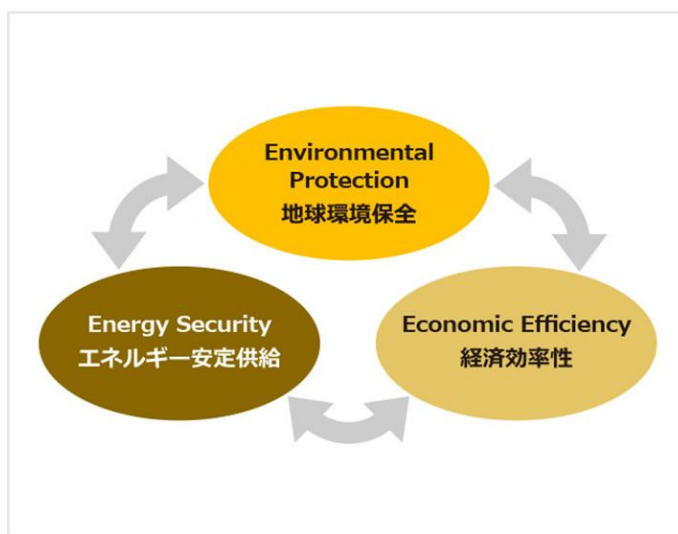 Environmental
Protection
地球環境保全
Energy Security
エネルギー安定供給
Economic Efficiency
経済効率性